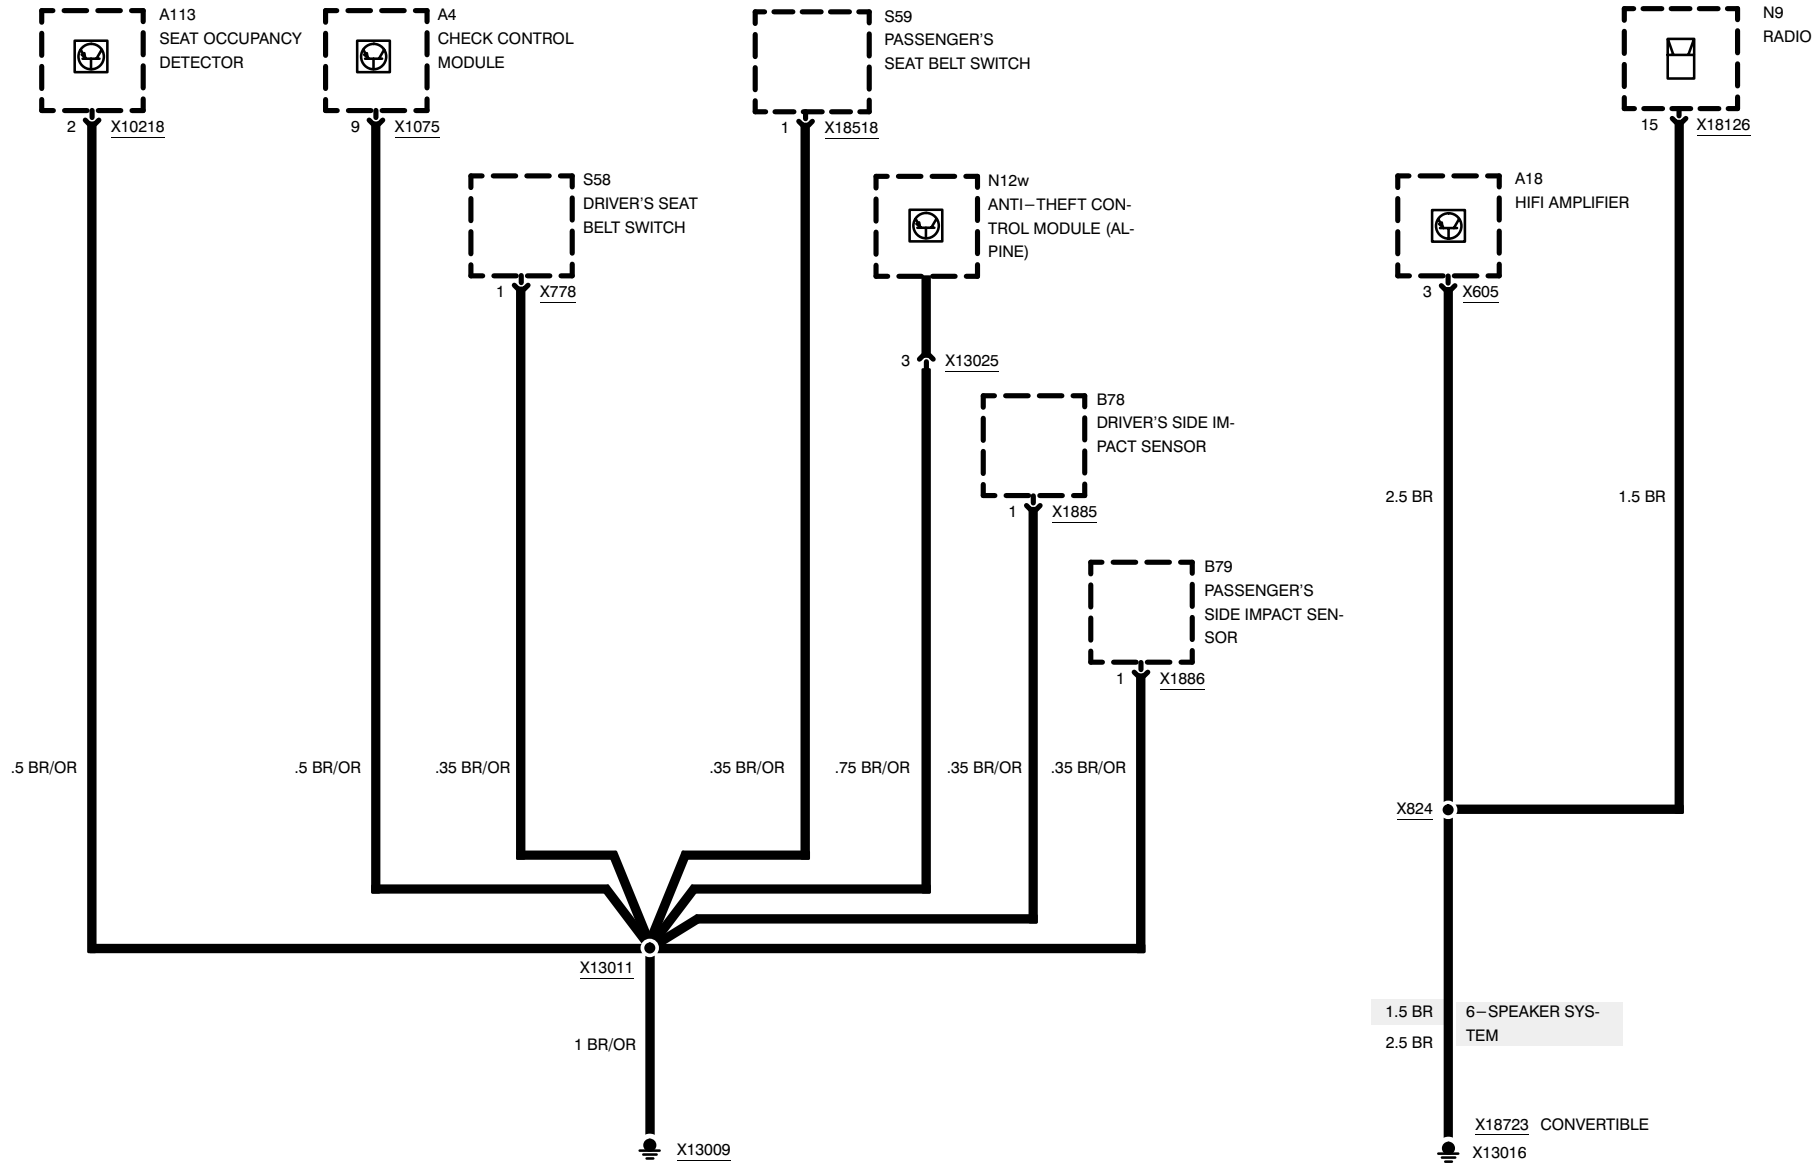 A113
SEAT OCCUPANCY
DETECTOR
2 X10218
A4
CHECK CONTROL
MODULE
9 X1075
S59
PASSENGER'S
SEAT BELT SWITCH
1 X18518
N9
RADIO
15 X18126
S58
DRIVER'S SEAT
BELT SWITCH
1 X778
N12w
ANTI–THEFT CON-
TROL MODULE (AL-
PINE)
3 X13025
A18
HIFI AMPLIFIER
3 X605
B78
DRIVER'S SIDE IM-
PACT SENSOR
1 X1885
2.5 BR
1.5 BR
B79
PASSENGER'S
SIDE IMPACT SEN-
SOR
1 X1886
.5 BR/OR
.5 BR/OR
.35 BR/OR
.35 BR/OR
.75 BR/OR
.35 BR/OR
.35 BR/OR
X824
X13011
1 BR/OR
1.5 BR
6–SPEAKER SYS-
TEM
2.5 BR
X13009
X18723 CONVERTIBLE
X13016